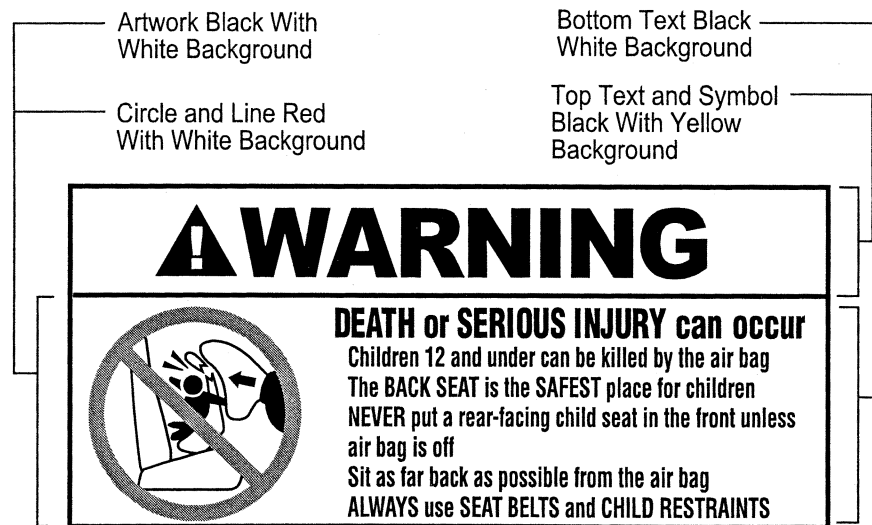 Artwork Black With
White Background
Bottom Text Black
White Background
Circle and Line Red
With White Background
Top Text and Symbol
Black With Yellow
Background
WARNING
DEATH or SERIOUS INJURY can occur
Children 12 and under can be killed by the air bag
The BACK SEAT is the SAFEST place for children
NEVER put a rear-facing child seat in the front unless
air bag is off
Sit as far back as possible from the air bag
ALWAYS use SEAT BELTS and CHILD RESTRAINTS